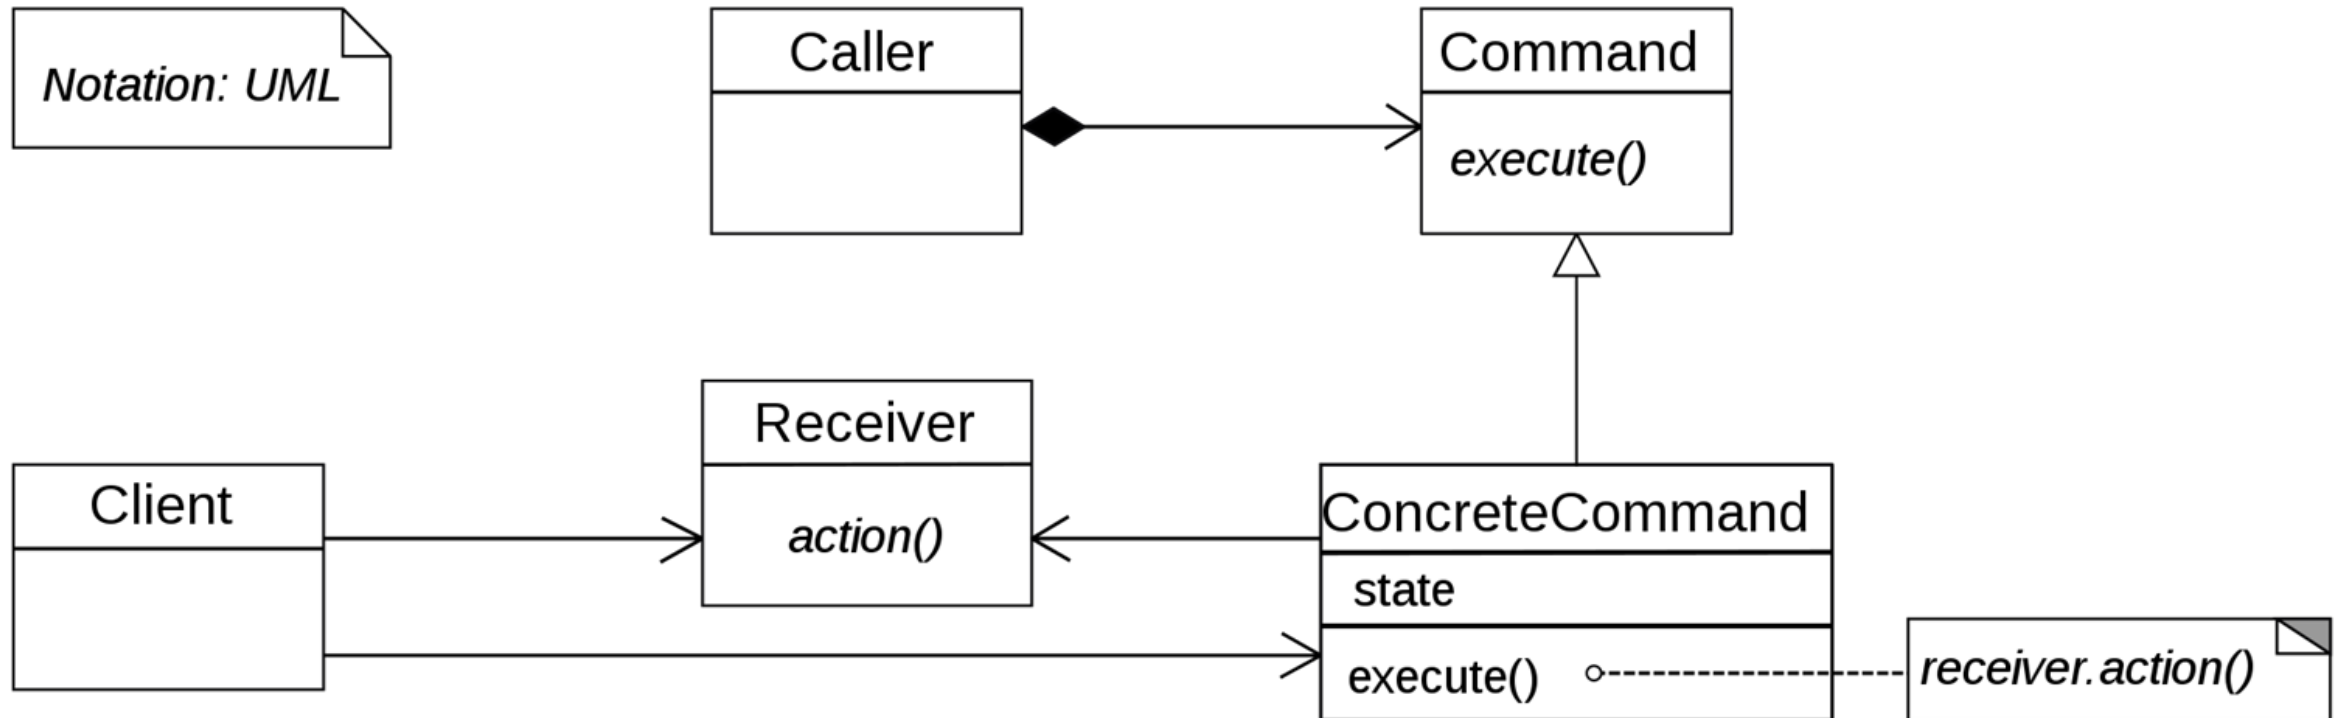 Notation: UML
Caller
Command
execute()
Receiver
action()
Client
ConcreteCommand
state
execute()
receiver.action()